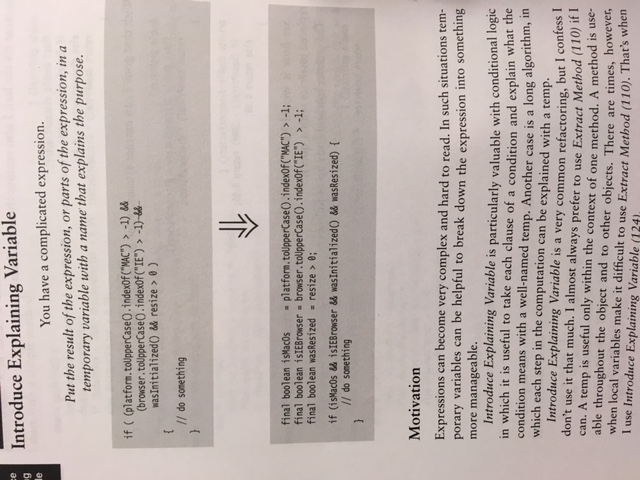 ce
ng
le
Introduce Explaining Variable
You have a complicated expression.
Put the result of the expression, or parts of the expression, in a
temporary variable with a name that explains the purpose.
if ( (platform.toUpperCase().indexOf("MAC") > -1) &&
(browser.toUpperCase().indexOf("IE") > -1) &&
wasInitialized() && resize > 0 )
{
// do something
}
final boolean isMacOs = platform.toUpperCase().indexOf("MAC") > -1;
final boolean isIEBrowser = browser.toUpperCase().indexOf("IE") > -1;
final boolean wasResized = resize > 0;
if (isMacOs && isIEBrowser && wasInitialized() && wasResized) {
// do something
}
Motivation
Expressions can become very complex and hard to read. In such situations tem-
porary variables can be helpful to break down the expression into something
more manageable.
Introduce Explaining Variable is particularly valuable with conditional logic
in which it is useful to take each clause of a condition and explain what the
condition means with a well-named temp. Another case is a long algorithm, in
which each step in the computation can be explained with a temp.
Introduce Explaining Variable is a very common refactoring, but I confess I
don't use it that much. I almost always prefer to use Extract Method (110) if I
can. A temp is useful only within the context of one method. A method is use-
able throughout the object and to other objects. There are times, however,
when local variables make it difficult to use Extract Method (110). That's when
I use Introduce Explaining Variable (124).